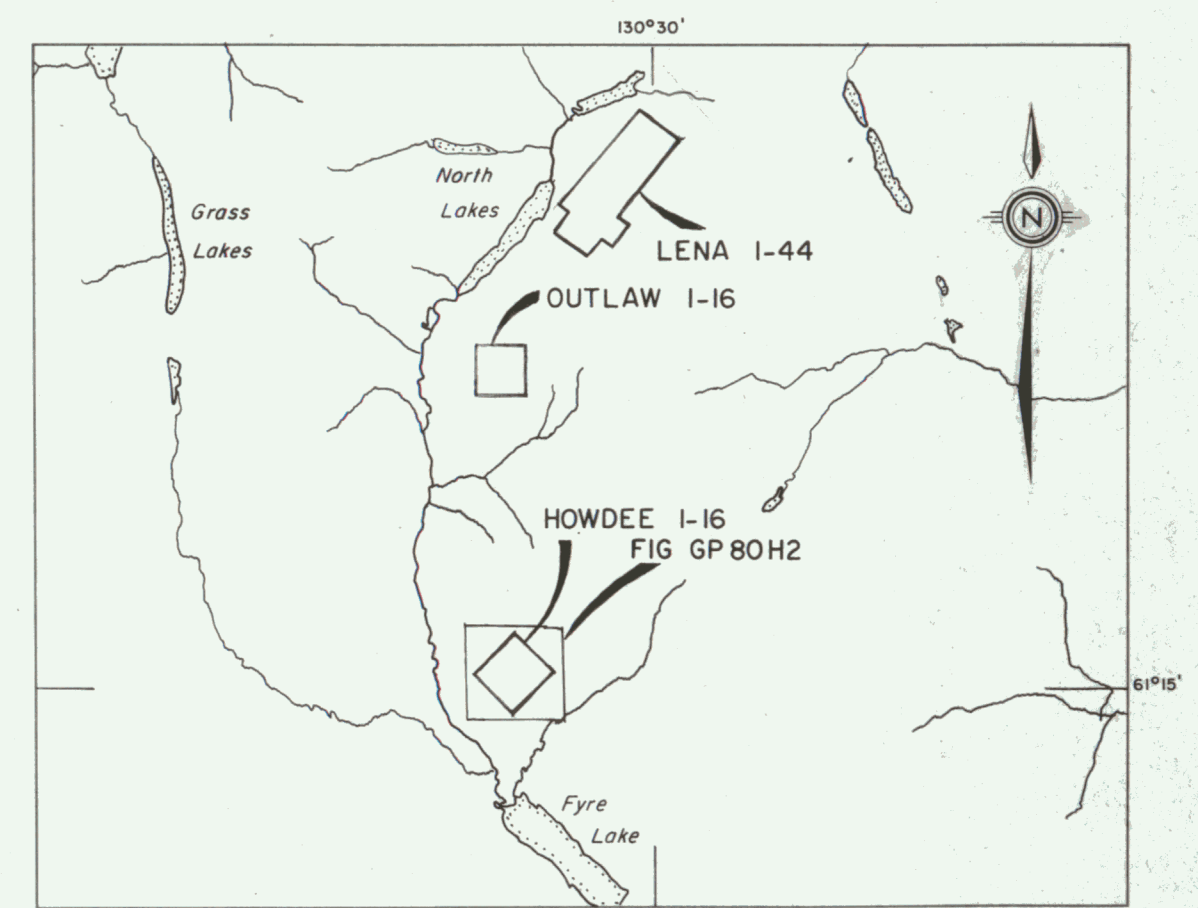 130°30'
North
Lakes
Grass
Lakes
N
LENA 1-44
OUTLAW 1-16
HOWDEE 1-16
FIG GP 80 H2
61°15'
Fyre
Lake